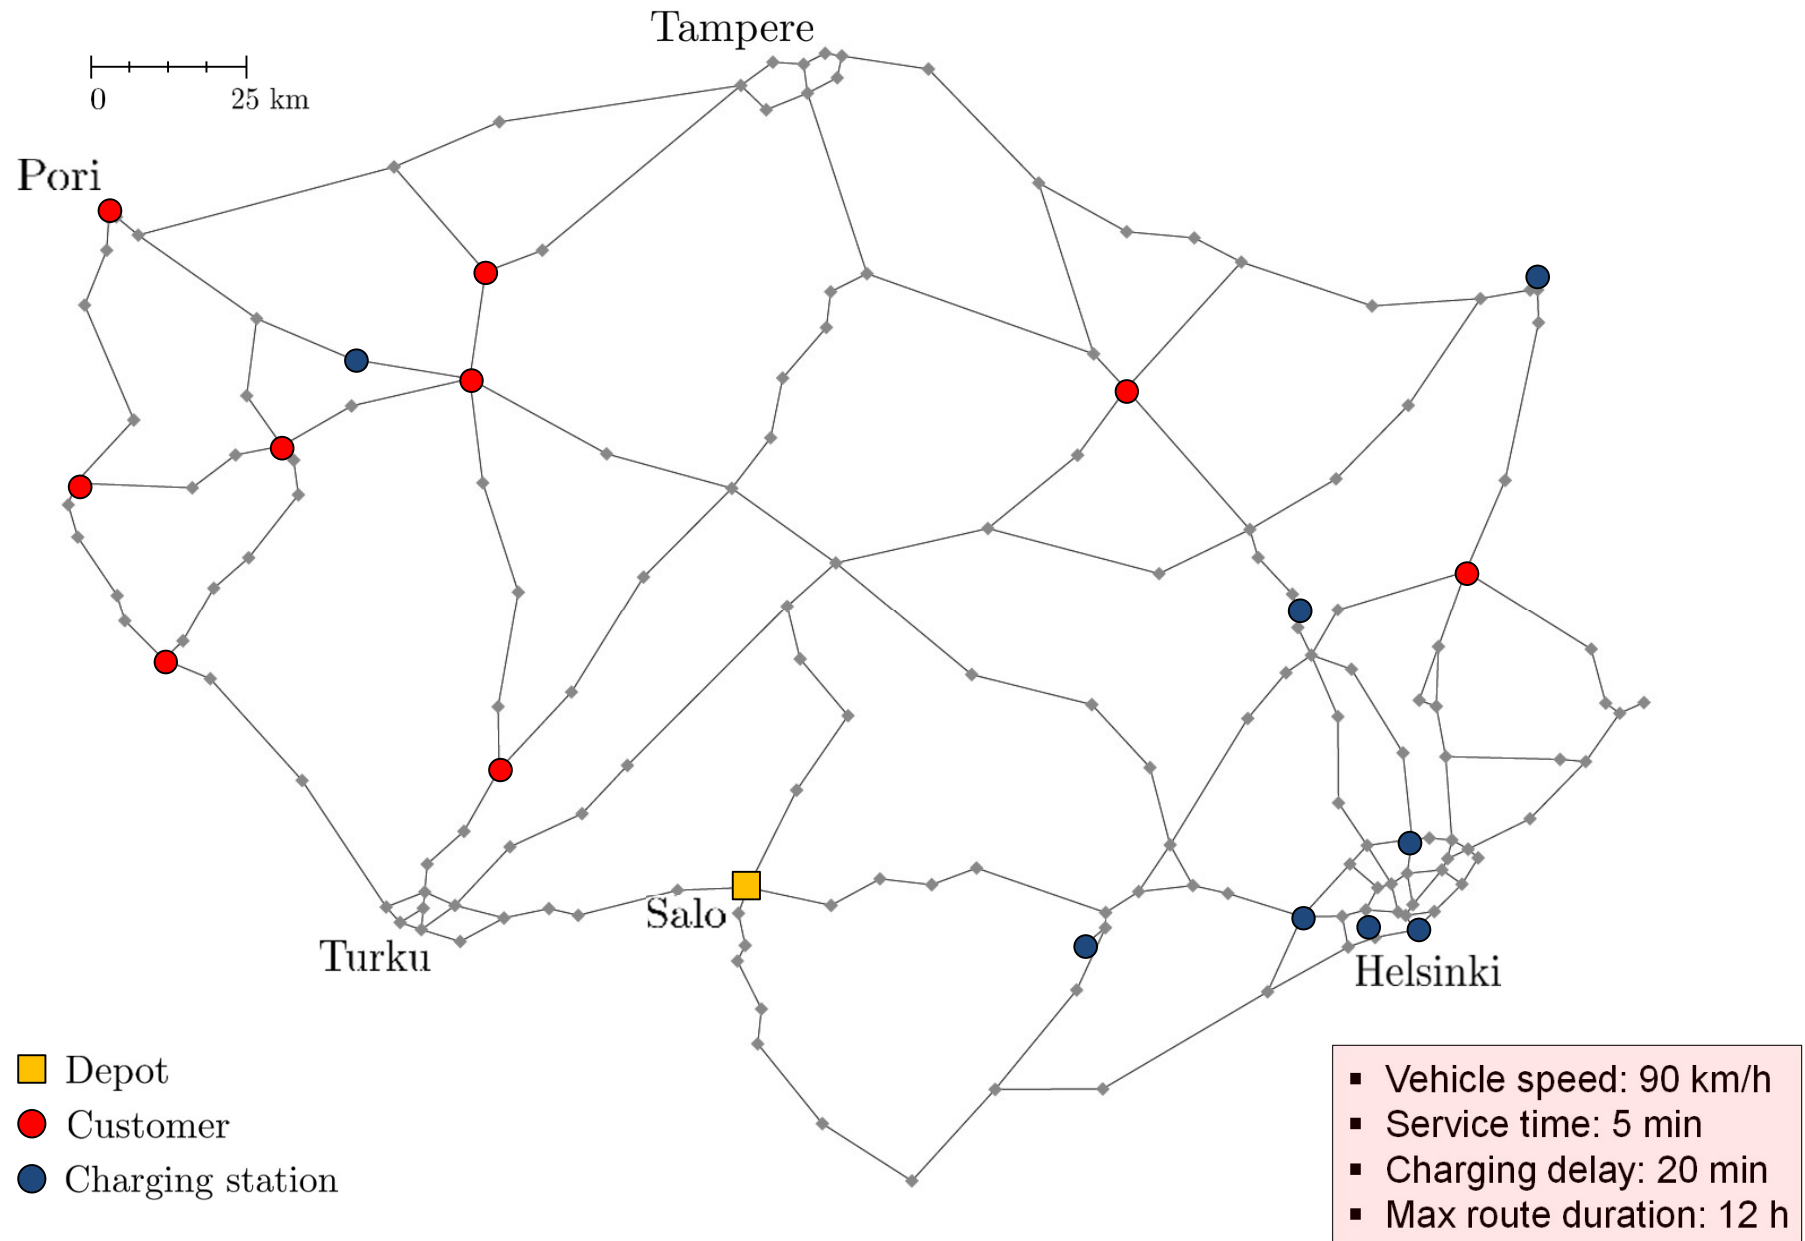 Tampere
0 25 km
Pori
Salo
Turku
Helsinki
Depot
Customer
Charging station
▪ Vehicle speed: 90 km/h
▪ Service time: 5 min
▪ Charging delay: 20 min
▪ Max route duration: 12 h